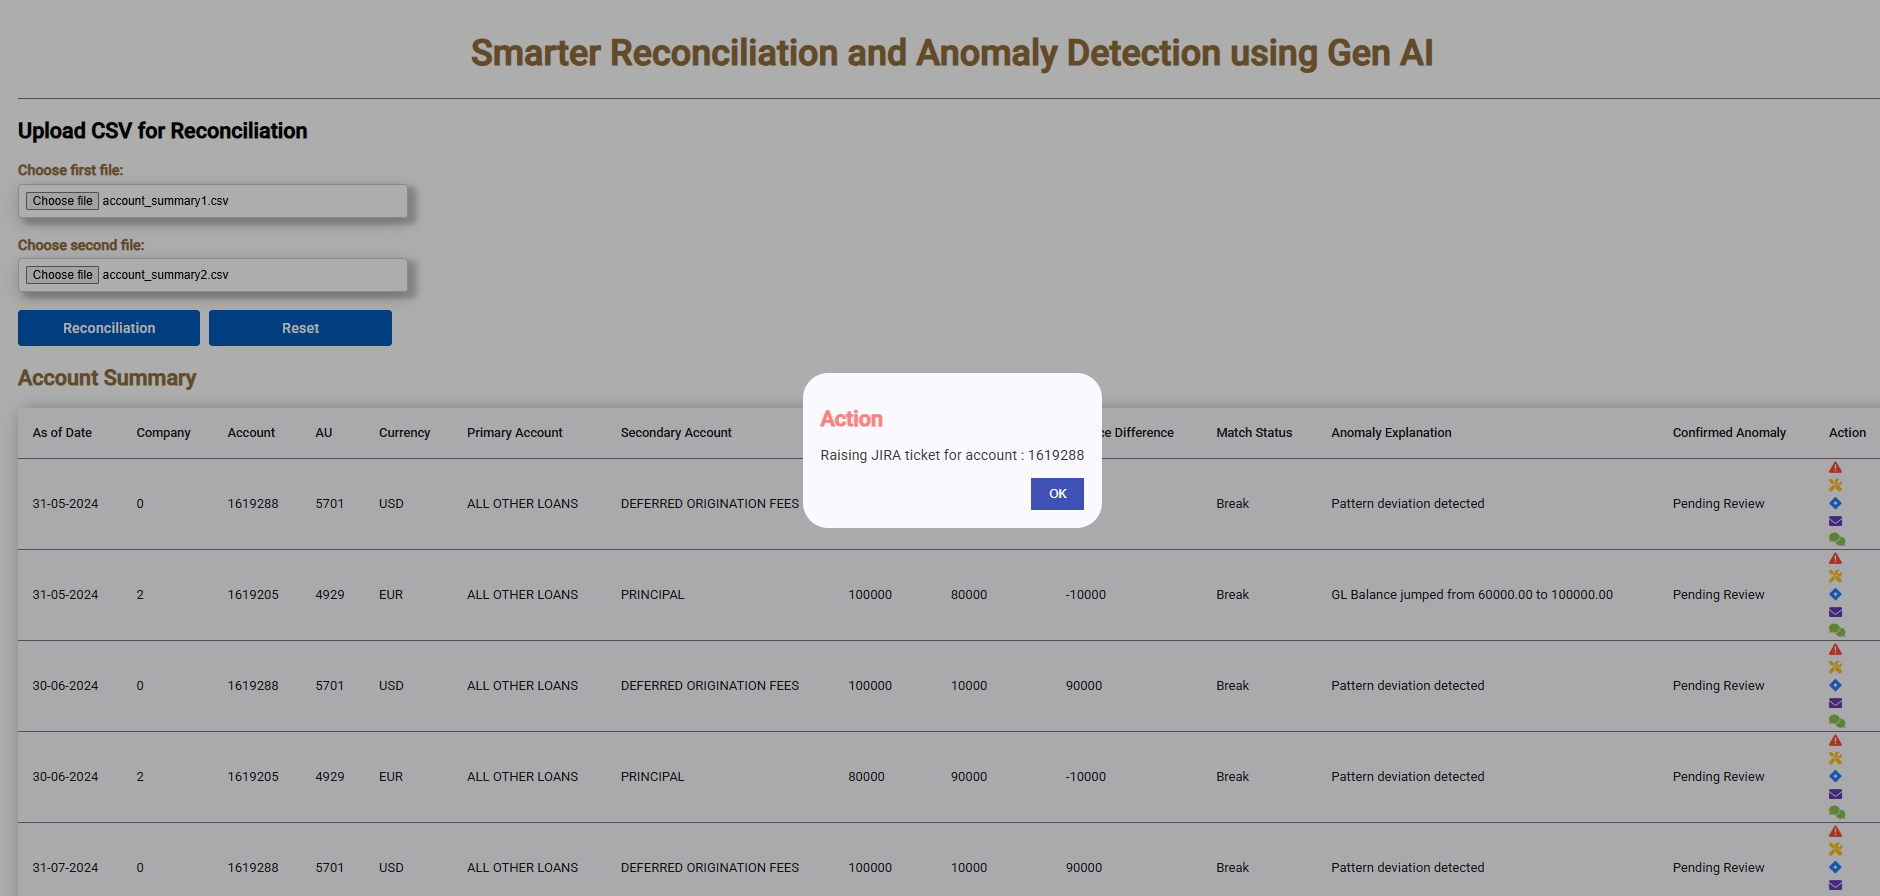 Smarter Reconciliation and Anomaly Detection using Gen AI
Upload CSV for Reconciliation
Choose first file:
Choose file account_summary1.csv
Choose second file:
Choose file account_summary2.csv
Reconciliation Reset
Account Summary
As of Date Company Account AU Currency Primary Account Secondary Account ce Difference Match Status Anomaly Explanation Confirmed Anomaly Action
31-05-2024 0 1619288 5701 USD ALL OTHER LOANS DEFERRED ORIGINATION FEES Break Pattern deviation detected Pending Review
31-05-2024 2 1619205 4929 EUR ALL OTHER LOANS PRINCIPAL 100000 80000 -10000 Break GL Balance jumped from 60000.00 to 100000.00 Pending Review
30-06-2024 0 1619288 5701 USD ALL OTHER LOANS DEFERRED ORIGINATION FEES 100000 10000 90000 Break Pattern deviation detected Pending Review
30-06-2024 2 1619205 4929 EUR ALL OTHER LOANS PRINCIPAL 80000 90000 -10000 Break Pattern deviation detected Pending Review
31-07-2024 0 1619288 5701 USD ALL OTHER LOANS DEFERRED ORIGINATION FEES 100000 10000 90000 Break Pattern deviation detected Pending Review
Action
Raising JIRA ticket for account : 1619288
OK